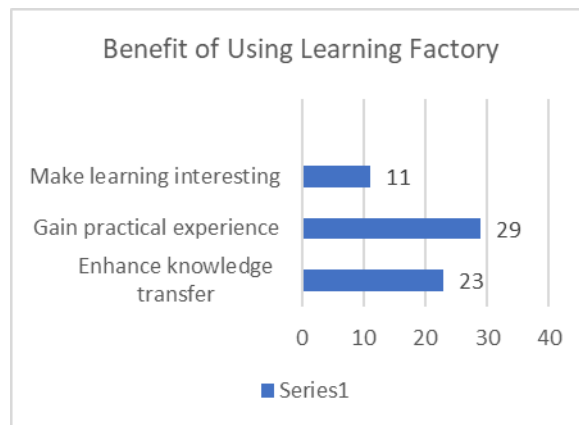 Benefit of Using Learning Factory
Make learning interesting
11
Gain practical experience
29
Enhance knowledge
transfer
23
0 10 20 30 40
Series1